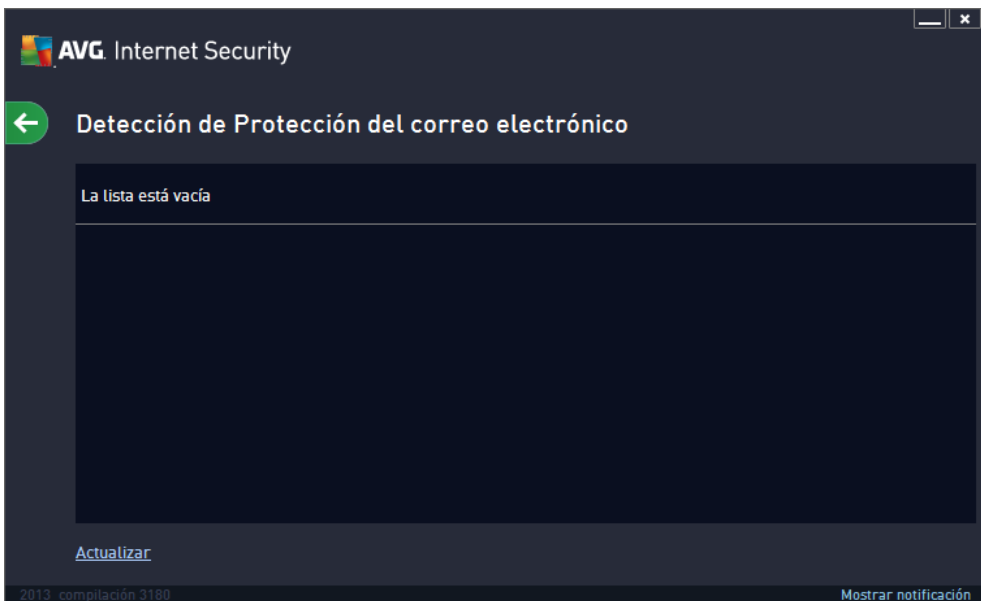 AVG. Internet Security
Detección de Protección del correo electrónico
La lista está vacía
Actualizar
2013 compilación 3180
Mostrar notificación